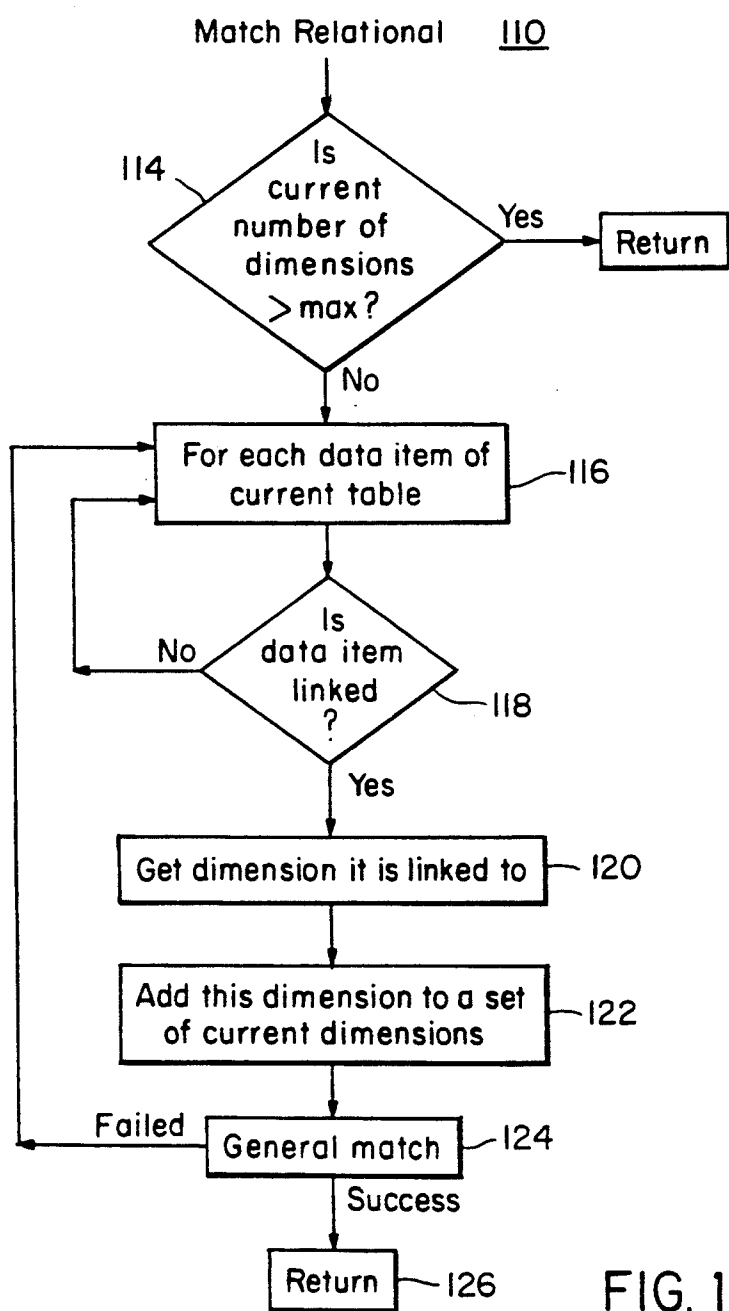 Match Relational 110
114
Is
current
number of
dimensions
> max?
Yes
Return
No
For each data item of
current table
116
Is
data item
linked
?
No
118
Yes
Get dimension it is linked to
120
Add this dimension to a set
of current dimensions
122
Failed
General match
124
Success
Return
126
FIG. 1